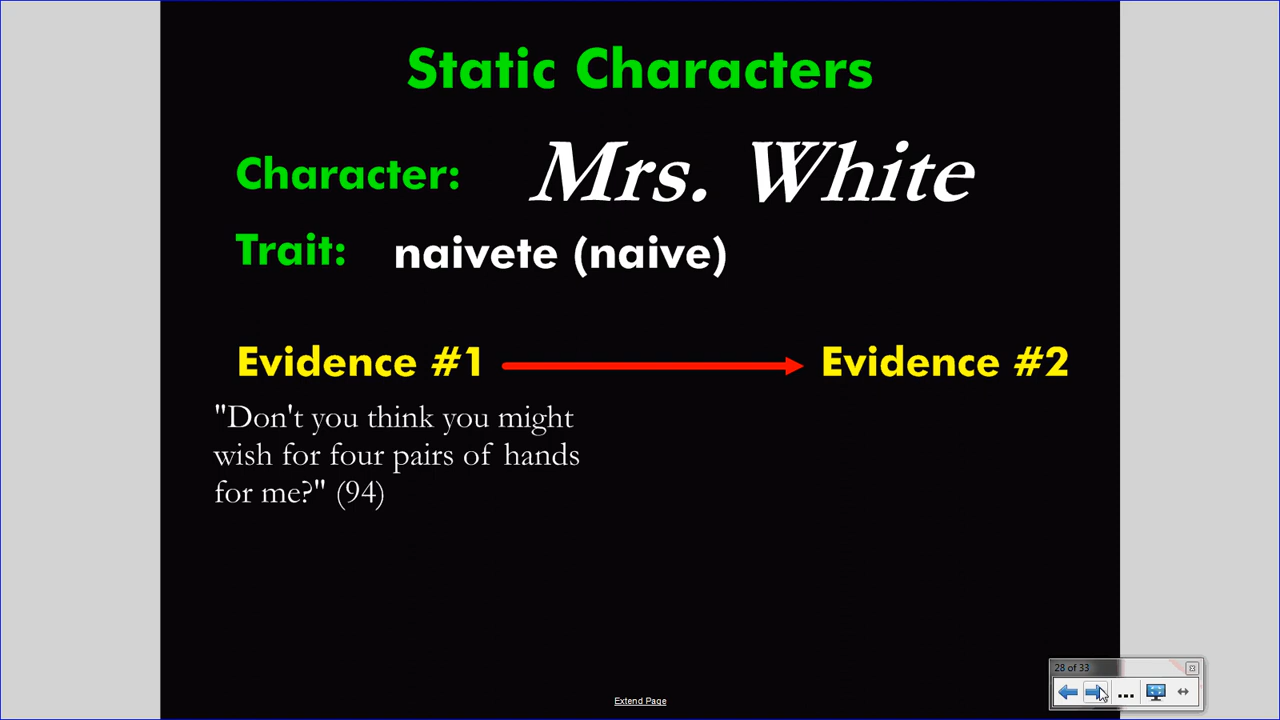 Static Characters
Character: Mrs. White
Trait: naivete (naive)
Evidence #1 Evidence #2
"Don't you think you might
wish for four pairs of hands
for me?" (94)
28 of 33
...
Extend Page